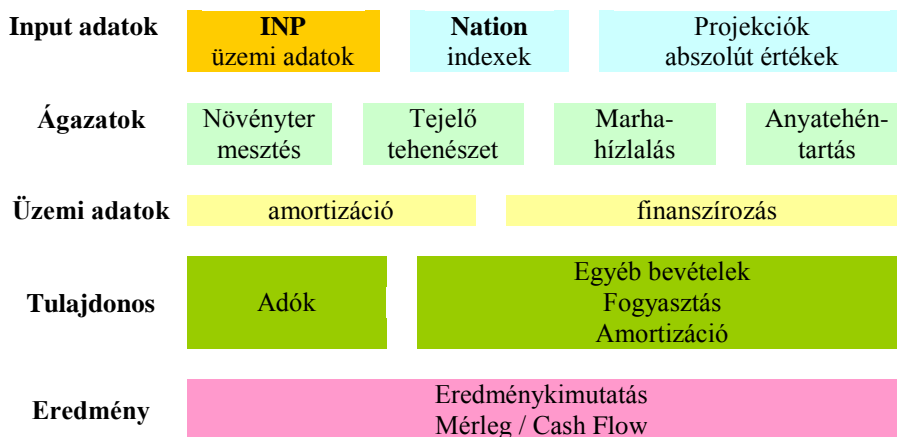 Input adatok
INP
üzemi adatok
Nation
indexek
Projekciók
abszolút értékek
Ágazatok
Növényter
mesztés
Tejelő
tehenészet
Marha-
hízlalás
Anyatehén-
tartás
Üzemi adatok
amortizáció
finanszírozás
Tulajdonos
Adók
Egyéb bevételek
Fogyasztás
Amortizáció
Eredmény
Eredménykimutatás
Mérleg / Cash Flow